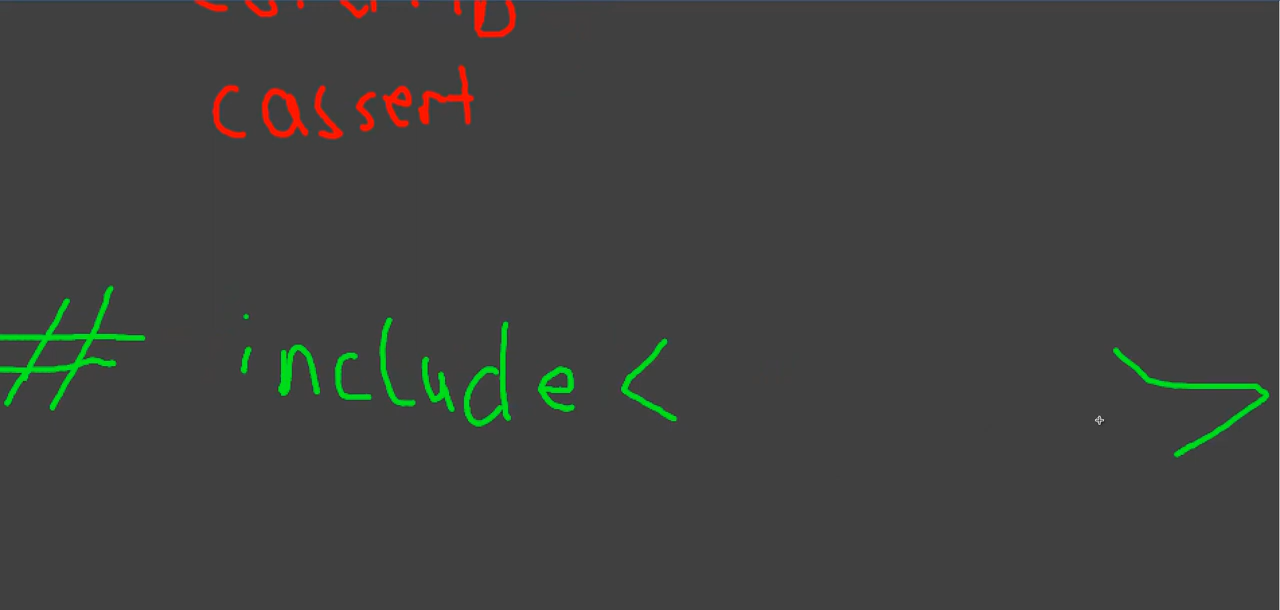 cassert
# include < >